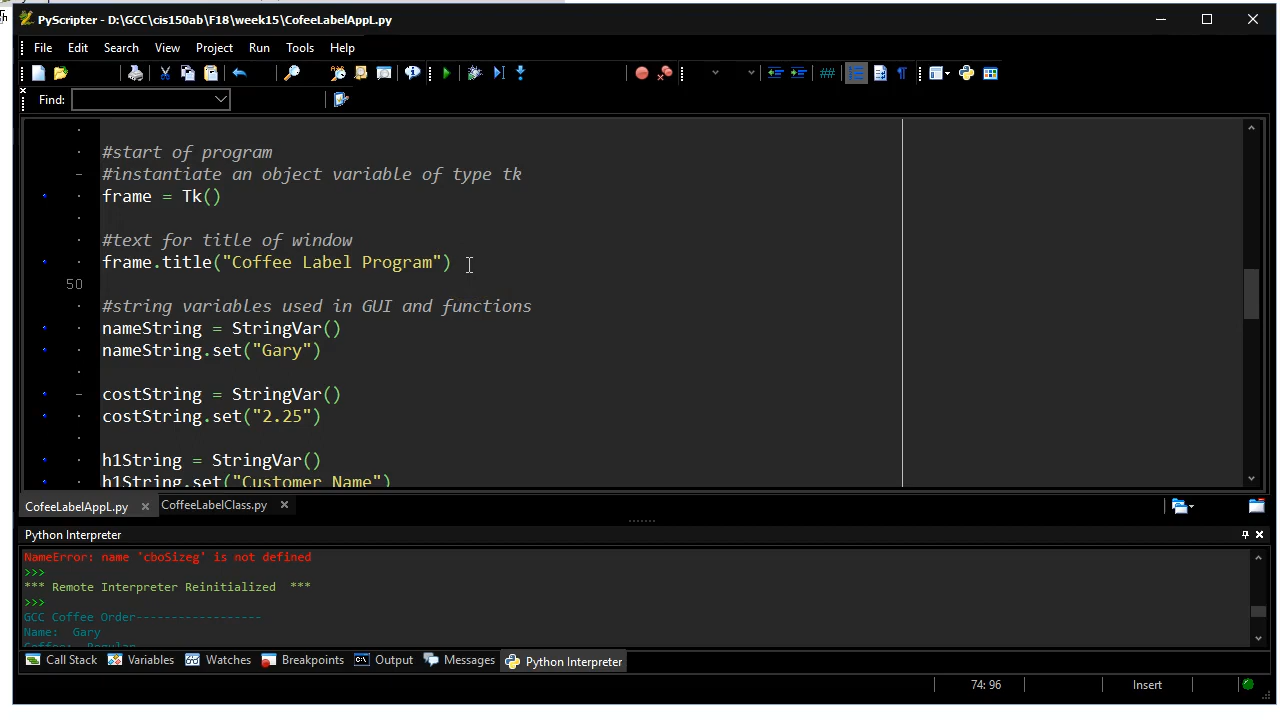 PyScripter - D:\GCC\cis150ab\F18\week15\CofeeLabelAppL.py
File Edit Search View Project Run Tools Help
Find:
#start of program
#instantiate an object variable of type tk
frame = Tk()
#text for title of window
frame.title("Coffee Label Program")
50
#string variables used in GUI and functions
nameString = StringVar()
nameString.set("Gary")
costString = StringVar()
costString.set("2.25")
h1String = StringVar()
h1String.set("Customer Name")
CofeeLabelAppL.py CoffeeLabelClass.py
Python Interpreter
NameError: name 'cboSizeg' is not defined
>>>
*** Remote Interpreter Reinitialized ***
>>>
GCC Coffee Order------------------
Name: Gary
Coffee: Regular
Call Stack Variables Watches Breakpoints Output Messages Python Interpreter
74: 96 Insert